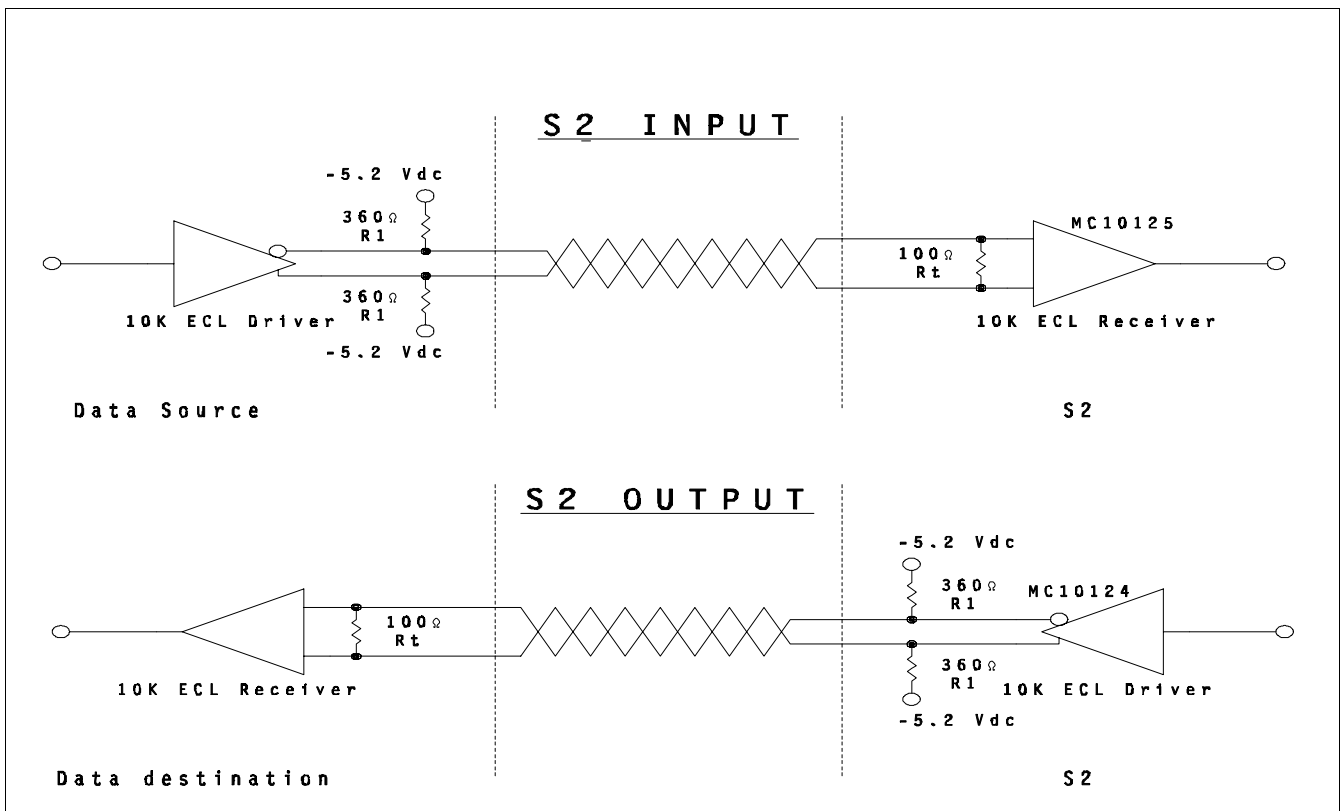 S2 INPUT
-5.2 Vdc
360Ω
R1
MC10125
100Ω
Rt
360Ω
R1
10K ECL Driver
10K ECL Receiver
-5.2 Vdc
Data Source
S2
S2 OUTPUT
-5.2 Vdc
360Ω
R1
MC10124
100Ω
Rt
360Ω
R1
10K ECL Receiver
10K ECL Driver
-5.2 Vdc
Data destination
S2